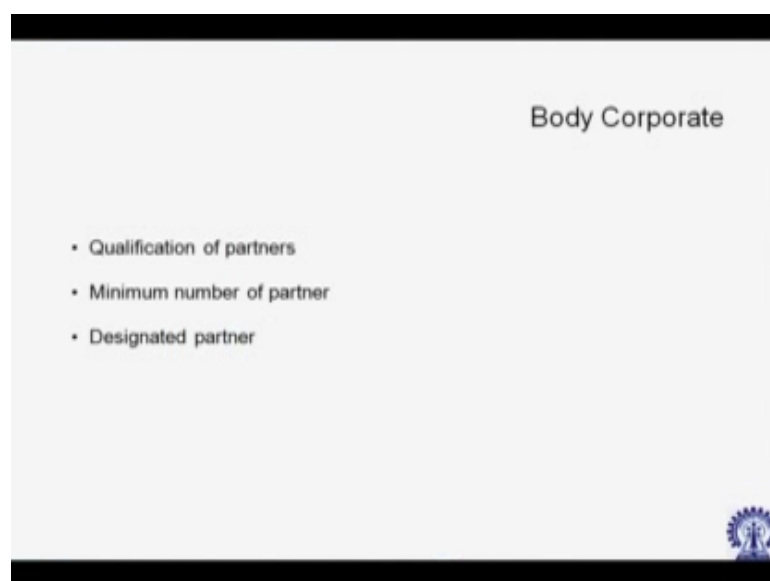 Body Corporate
• Qualification of partners
• Minimum number of partner
• Designated partner